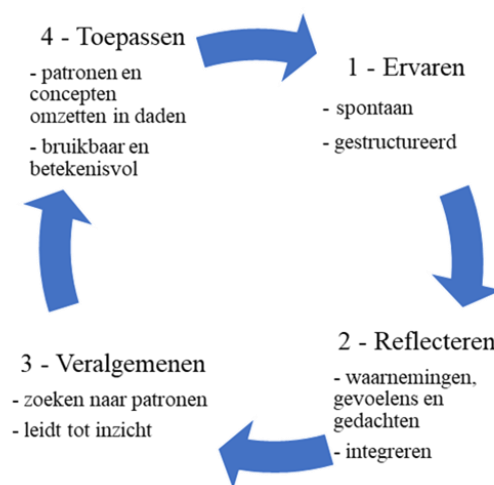 4 - Toepassen
- patronen en
concepten
omzetten in daden
- bruikbaar en
betekenisvol
1 - Ervaren
- spontaan
- gestructureerd
2 - Reflecteren
- waarnemingen,
gevoelens en
gedachten
- integreren
3 - Veralgemenen
- zoeken naar patronen
- leidt tot inzicht